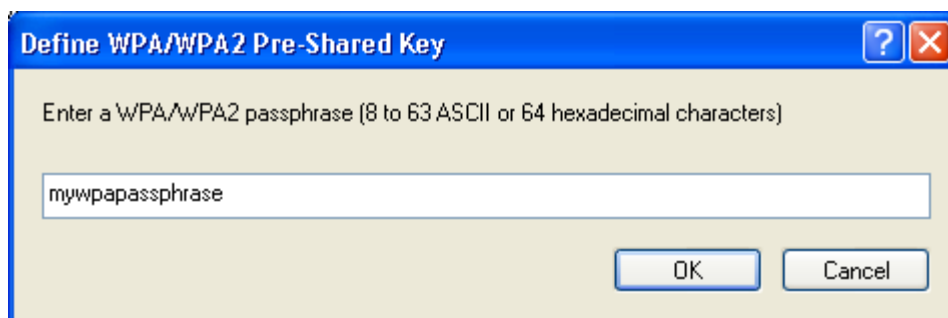 Define WPA/WPA2 Pre-Shared Key
?
Enter a WPA/WPA2 passphrase (8 to 63 ASCII or 64 hexadecimal characters)
mywpapassphrase
OK Cancel